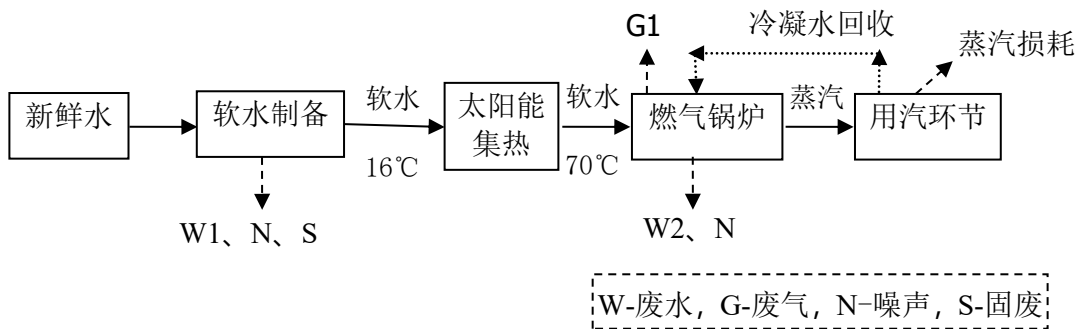 G1
冷凝水回收
蒸汽损耗
新鲜水
软水制备
软水
16℃
太阳能
集热
软水
70℃
燃气锅炉
蒸汽
用汽环节
W1、N、S
W2、N
W-废水，G-废气，N-噪声，S-固废